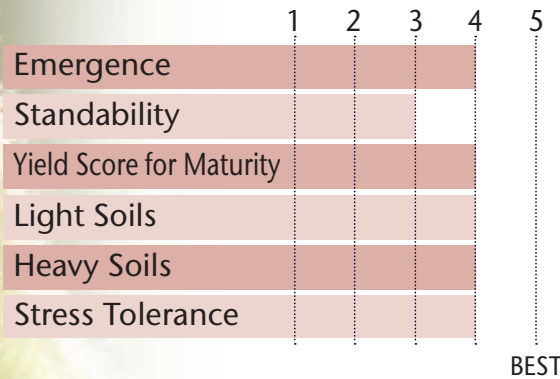 1 2 3 4 5
Emergence
Standability
Yield Score for Maturity
Light Soils
Heavy Soils
Stress Tolerance
BEST